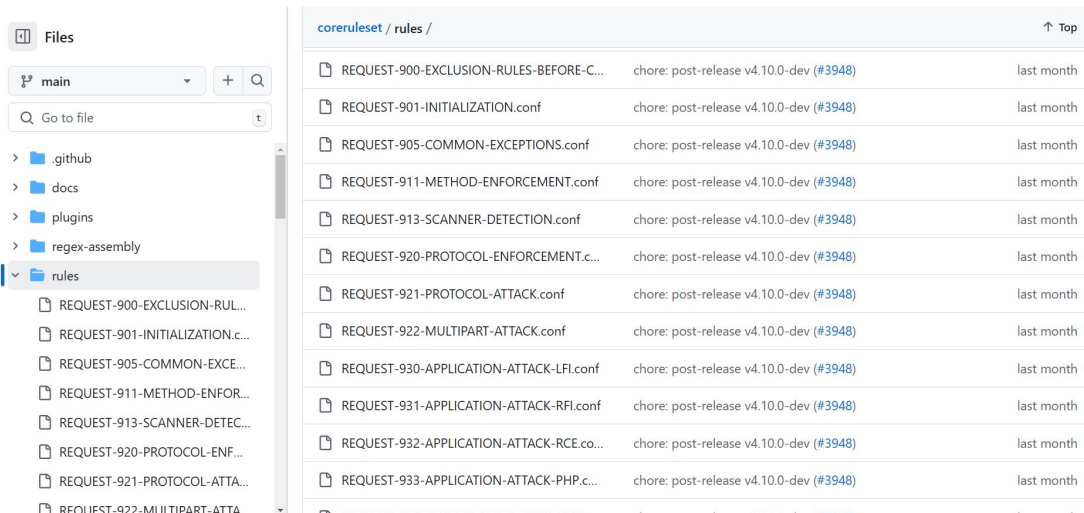 Files
main
Go to file
t
.github
docs
plugins
regex-assembly
rules
REQUEST-900-EXCLUSION-RUL...
REQUEST-901-INITIALIZATION.c...
REQUEST-905-COMMON-EXCE...
REQUEST-911-METHOD-ENFOR...
REQUEST-913-SCANNER-DETEC...
REQUEST-920-PROTOCOL-ENF...
REQUEST-921-PROTOCOL-ATTA...
REQUEST-922-MULTIPART-ATTA
coreruleset / rules /
Top
REQUEST-900-EXCLUSION-RULES-BEFORE-C... chore: post-release v4.10.0-dev (#3948) last month
REQUEST-901-INITIALIZATION.conf chore: post-release v4.10.0-dev (#3948) last month
REQUEST-905-COMMON-EXCEPTIONS.conf chore: post-release v4.10.0-dev (#3948) last month
REQUEST-911-METHOD-ENFORCEMENT.conf chore: post-release v4.10.0-dev (#3948) last month
REQUEST-913-SCANNER-DETECTION.conf chore: post-release v4.10.0-dev (#3948) last month
REQUEST-920-PROTOCOL-ENFORCEMENT.c... chore: post-release v4.10.0-dev (#3948) last month
REQUEST-921-PROTOCOL-ATTACK.conf chore: post-release v4.10.0-dev (#3948) last month
REQUEST-922-MULTIPART-ATTACK.conf chore: post-release v4.10.0-dev (#3948) last month
REQUEST-930-APPLICATION-ATTACK-LFI.conf chore: post-release v4.10.0-dev (#3948) last month
REQUEST-931-APPLICATION-ATTACK-RFI.conf chore: post-release v4.10.0-dev (#3948) last month
REQUEST-932-APPLICATION-ATTACK-RCE.co... chore: post-release v4.10.0-dev (#3948) last month
REQUEST-933-APPLICATION-ATTACK-PHP.c... chore: post-release v4.10.0-dev (#3948) last month